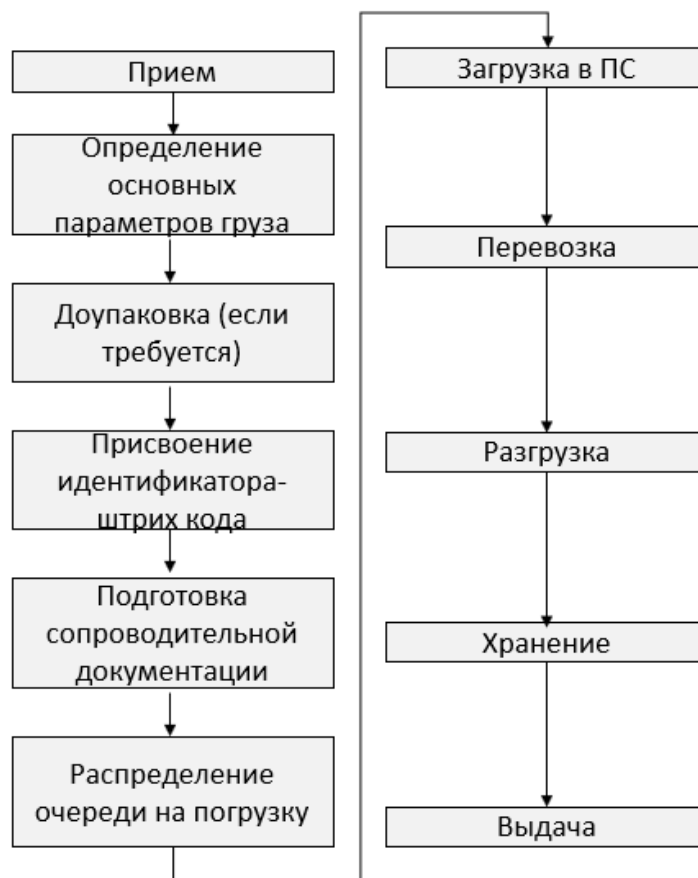 Прием
Определение
основных
параметров груза
Доупаковка (если
требуется)
Присвоение
идентификатора-
штрих кода
Подготовка
сопроводительной
документации
Распределение
очереди на погрузку
Загрузка в ПС
Перевозка
Разгрузка
Хранение
Выдача